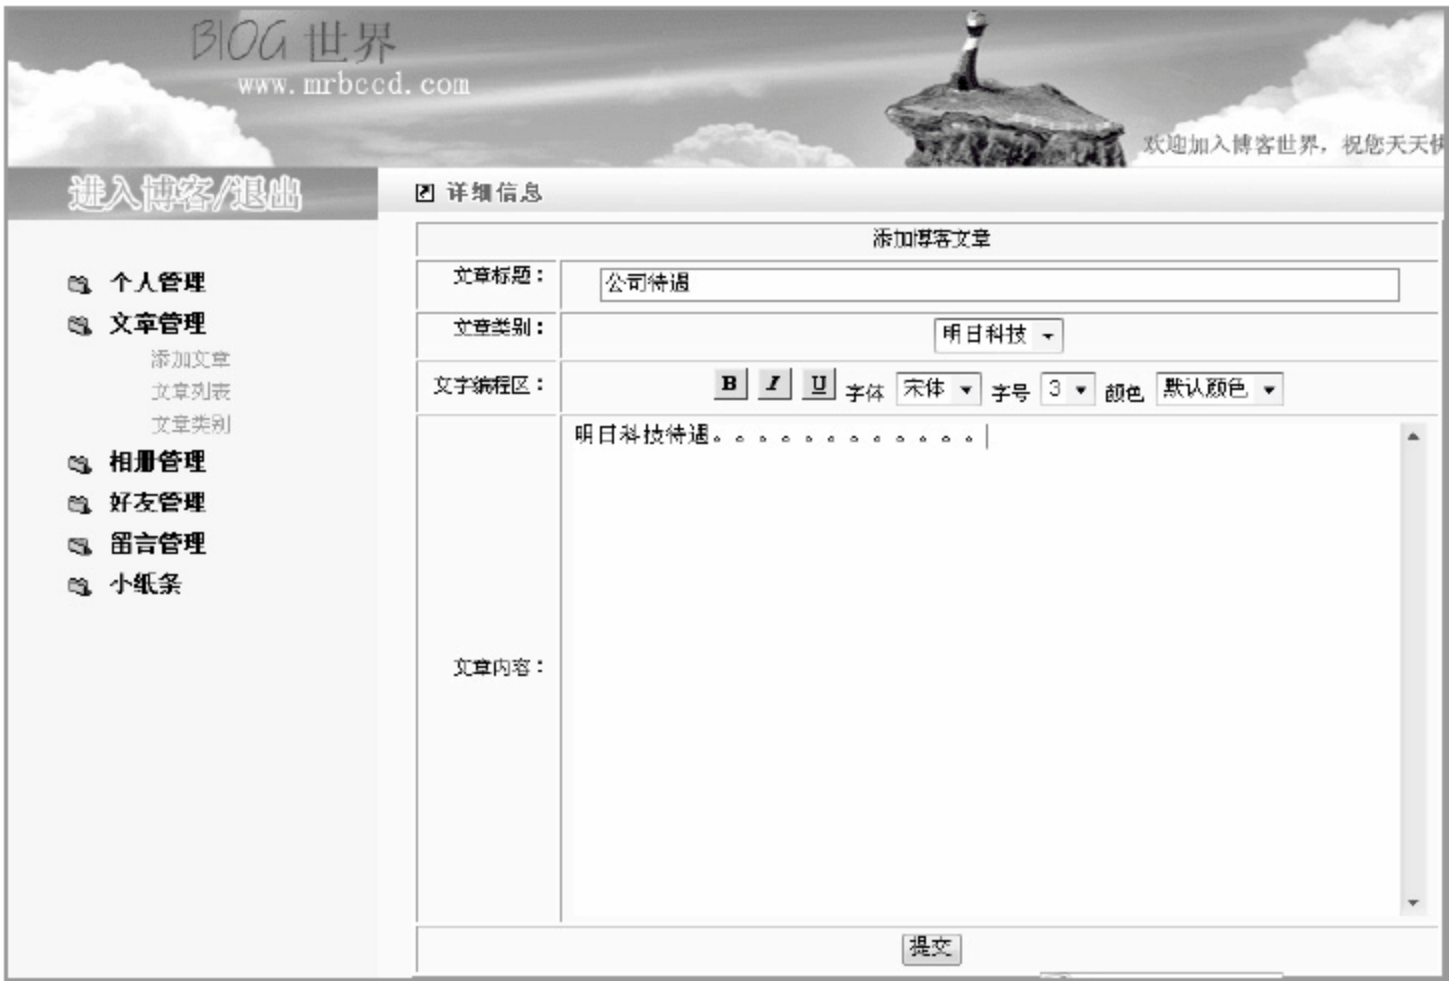 BlOG 世界
www.mrbccd.com
欢迎加入博客世界，祝您天天快
进入博客/退出
详细信息
个人管理
文章管理
添加文章
文章列表
文章类别
相册管理
好友管理
留言管理
小纸条
添加博客文章
文章标题： 公司待遇
文章类别： 明日科技
文字编程区： B I U 字体 宋体 字号 3 颜色 默认颜色
明日科技待遇。。。。。。。。。。。。
文章内容：
提交